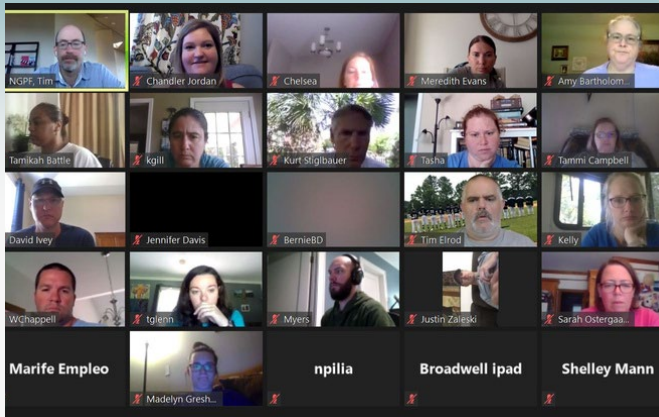 NGPF, Tim
Chandler Jordan
Chelsea
Meredith Evans
Amy Bartholom...
Tamikah Battle
kgill
Kurt Stiglbauer
Tasha
Tammi Campbell
David Ivey
Jennifer Davis
BernieBD
Tim Elrod
Kelly
WChappell
tglenn
Myers
Justin Zaleski
Sarah Ostergaa...
Marife Empleo
Madelyn Gresh...
npilia
Broadwell ipad
Shelley Mann